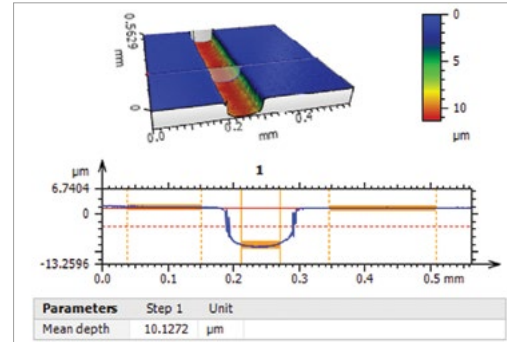 0.5629
mm
0
0.0
0.2
0.4
mm
0
5
10
µm
µm
1
6.7404
0
-13.2596
0.0 0.1 0.2 0.3 0.4 0.5 mm
Parameters Step 1 Unit
Mean depth 10.1272 µm